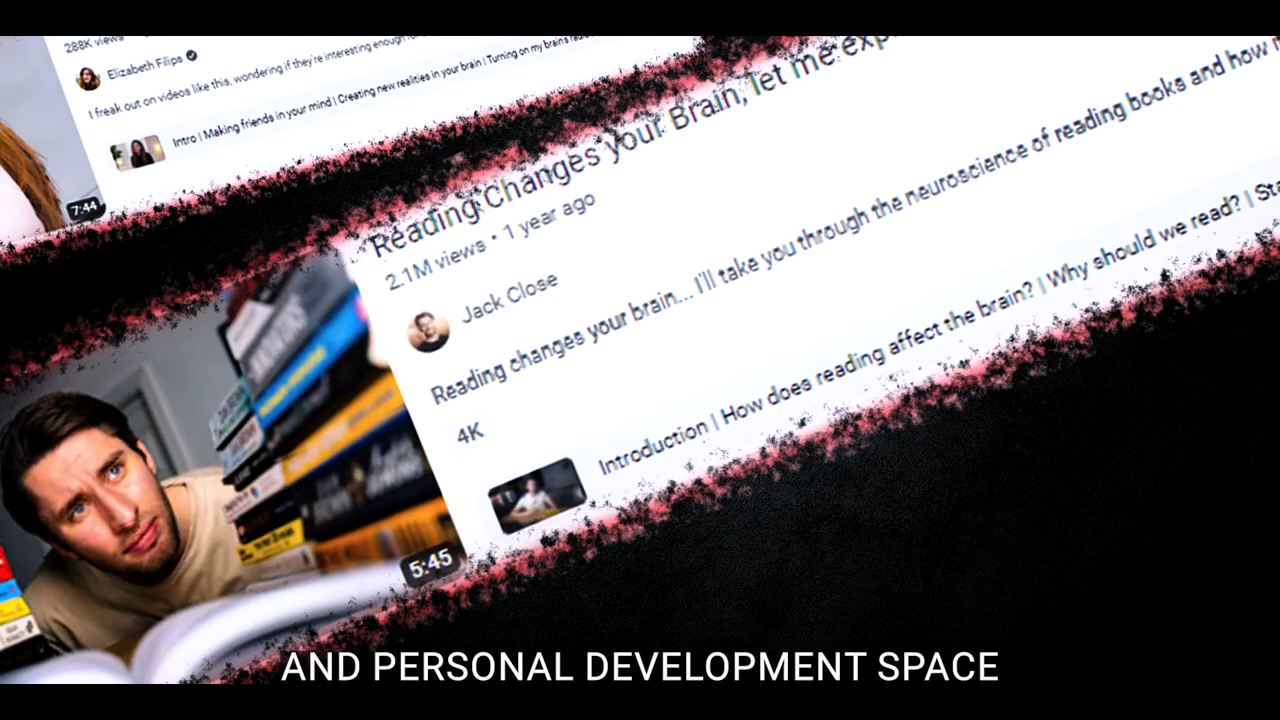 288K views
Elizabeth Filips
I freak out on videos like this, wondering if they're interesting enough
Intro | Making friends in your mind | Creating new realities in your brain | Turning on my brain's
7:44
Reading Changes your Brain, let me
2.1M views • 1 year ago
Jack Close
Reading changes your brain... I'll take you through the neuroscience of reading books and how
4K
Introduction | How does reading affect the brain? | Why should we read? |
5:45
AND PERSONAL DEVELOPMENT SPACE